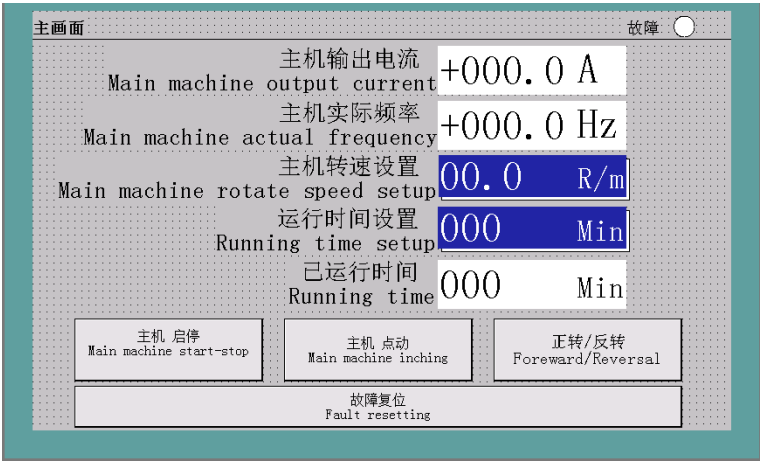 主画面 故障
主机输出电流
Main machine output current +000.0 A
主机实际频率
Main machine actual frequency +000.0 Hz
主机转速设置
Main machine rotate speed setup 00.0 R/m
运行时间设置
Running time setup 000 Min
已运行时间
Running time 000 Min
主机 启停
Main machine start-stop
主机 点动
Main machine inching
正转/反转
Foreward/Reversal
故障复位
Fault resetting